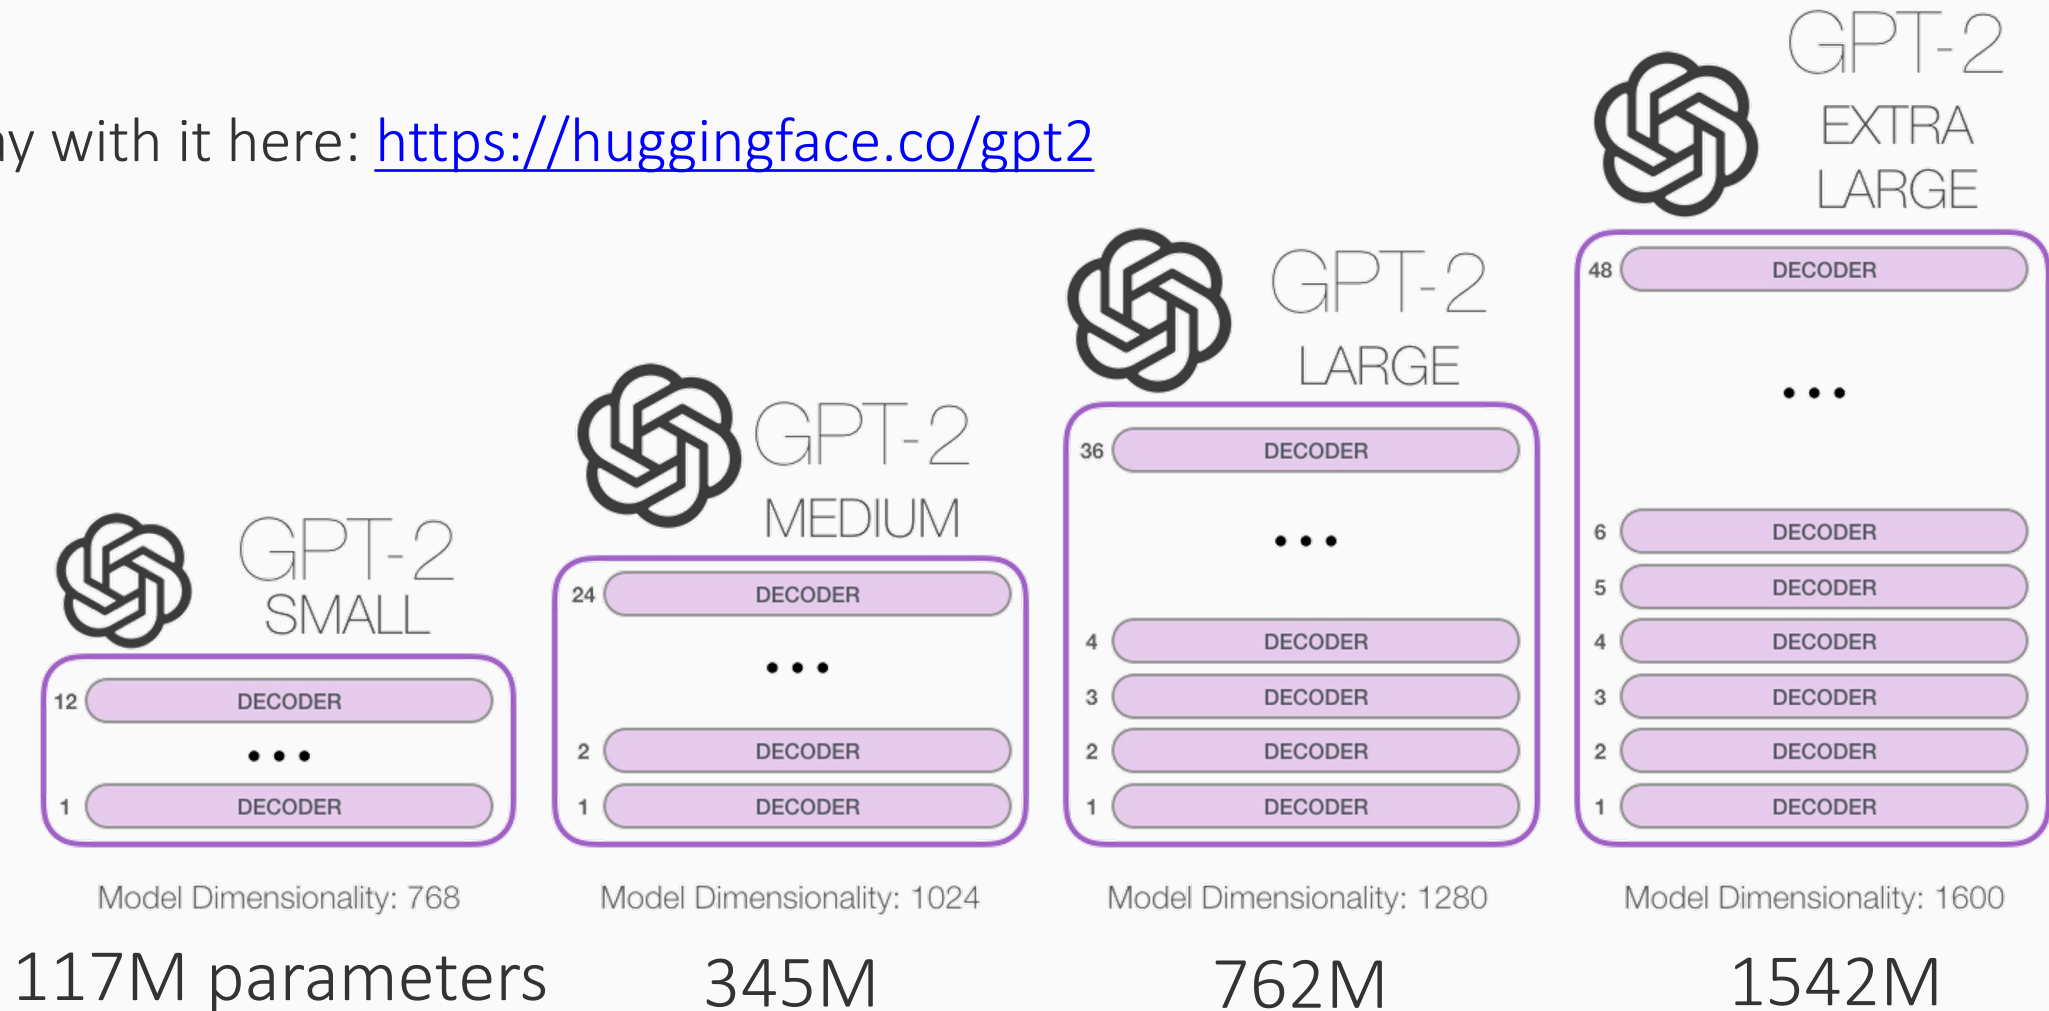 with it here: https://huggingface.co/gpt2
GPT-2
SMALL
12 DECODER
...
1 DECODER
Model Dimensionality: 768
117M parameters
GPT-2
MEDIUM
24 DECODER
...
2 DECODER
1 DECODER
Model Dimensionality: 1024
345M
GPT-2
LARGE
36 DECODER
...
4 DECODER
3 DECODER
2 DECODER
1 DECODER
Model Dimensionality: 1280
762M
GPT-2
EXTRA
LARGE
48 DECODER
...
6 DECODER
5 DECODER
4 DECODER
3 DECODER
2 DECODER
1 DECODER
Model Dimensionality: 1600
1542M